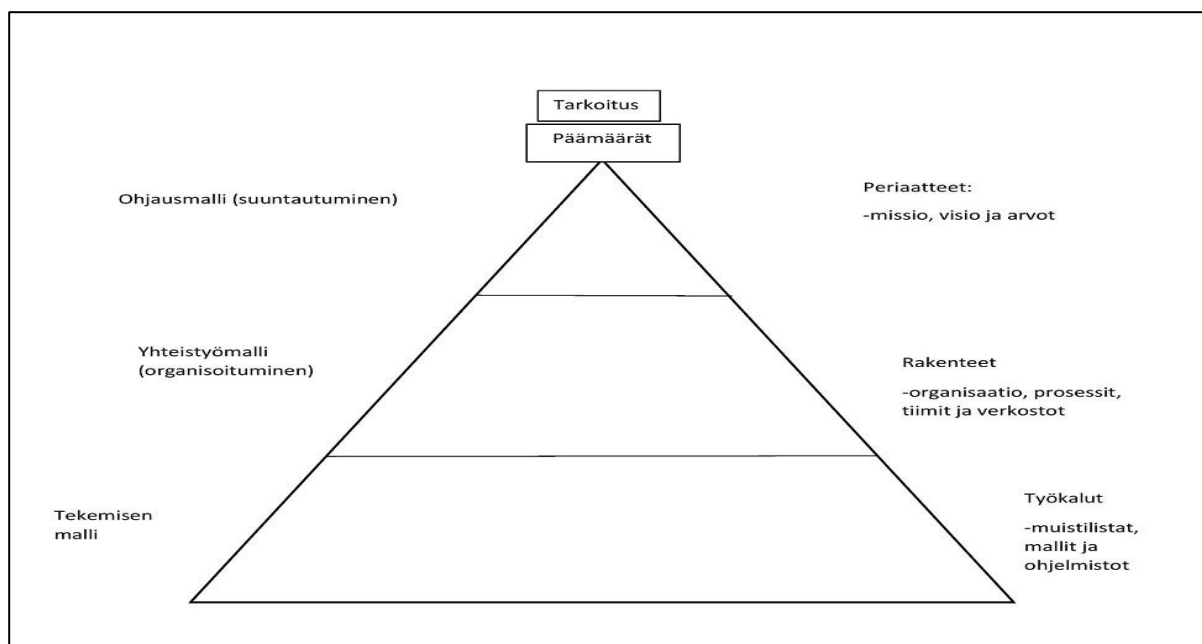 Tarkoitus
Päämäärät
Ohjausmalli (suuntautuminen)
Periaatteet:
-missio, visio ja arvot
Yhteistyömalli
(organisoituminen)
Rakenteet
-organisaatio, prosessit,
tiimit ja verkostot
Tekemisen
malli
Työkalut
-muistilistat,
mallit ja
ohjelmistot